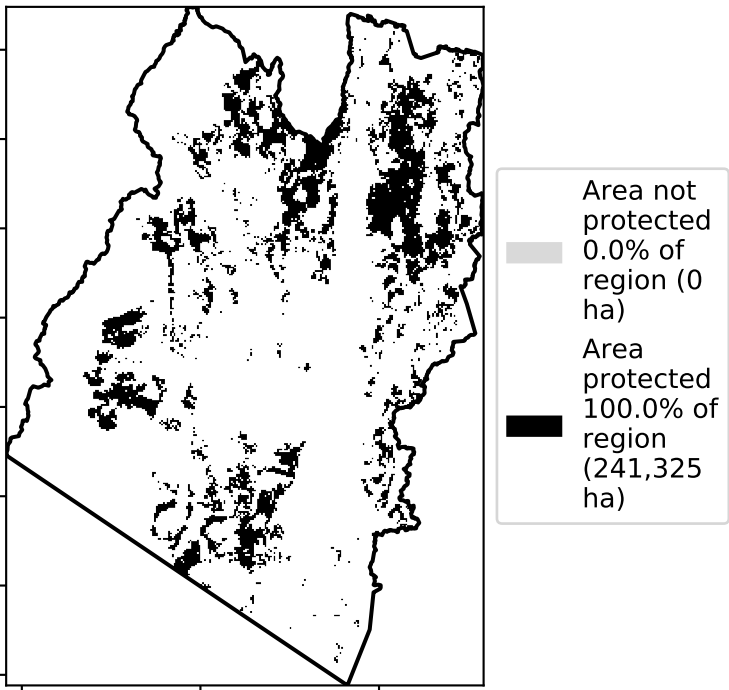 Area not
protected
0.0% of
region (0
ha)
Area
protected
100.0% of
region
(241,325
ha)